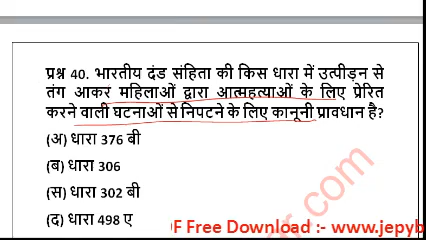 प्रश्न 40. भारतीय दंड संहिता की किस धारा में उत्पीड़न से
तंग आकर महिलाओं द्वारा आत्महत्याओं के लिए प्रेरित
करने वाली घटनाओं से निपटने के लिए कानूनी प्रावधान है?
(अ) धारा 376 बी
(ब) धारा 306
(स) धारा 302 बी
(द) धारा 498 ए
F Free Download :- www.jepyb
r.com